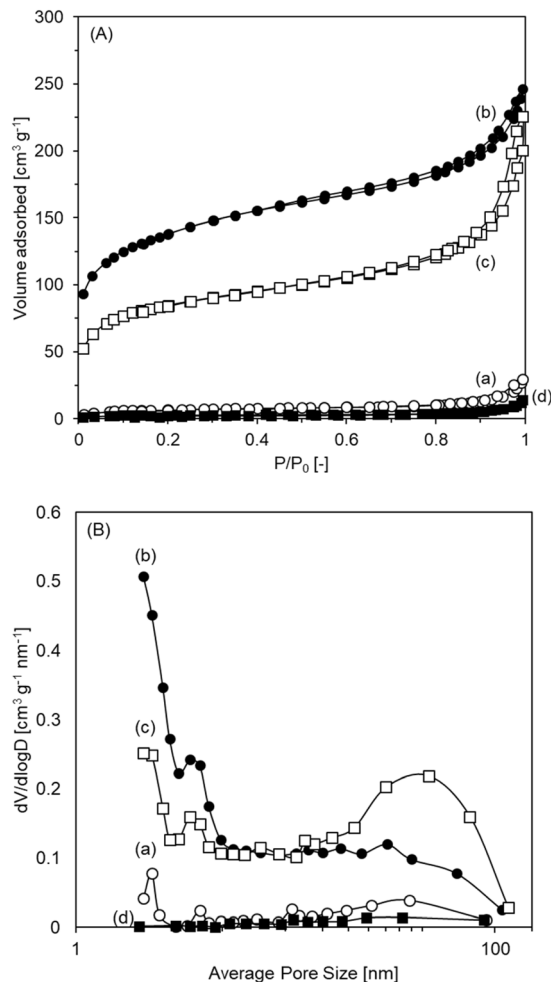 (A)
300
250
200
150
100
50
0
Volume adsorbed [cm³ g⁻¹]
(b)
(c)
(a)
(d)
0 0.2 0.4 0.6 0.8 1
P/P₀ [-]
(B)
0.6
0.5
0.4
0.3
0.2
0.1
0
dV/dlogD [cm³ g⁻¹ nm⁻¹]
(b)
(c)
(a)
(d)
1 100
Average Pore Size [nm]